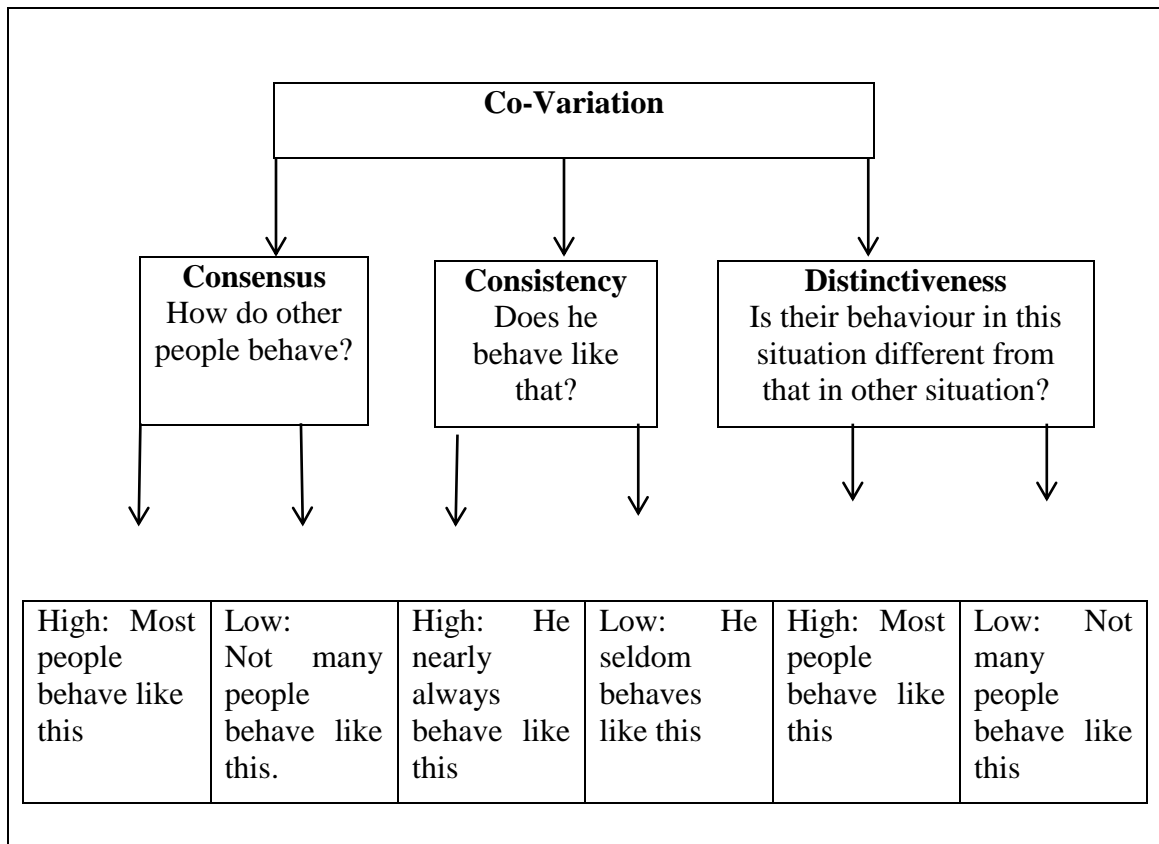 Co-Variation
Consensus
How do other
people behave?
Consistency
Does he
behave like
that?
Distinctiveness
Is their behaviour in this
situation different from
that in other situation?
High: Most
people
behave like
this
Low:
Not many
people
behave like
this.
High: He
nearly
always
behave like
this
Low: He
seldom
behaves
like this
High: Most
people
behave like
this
Low: Not
many
people
behave like
this